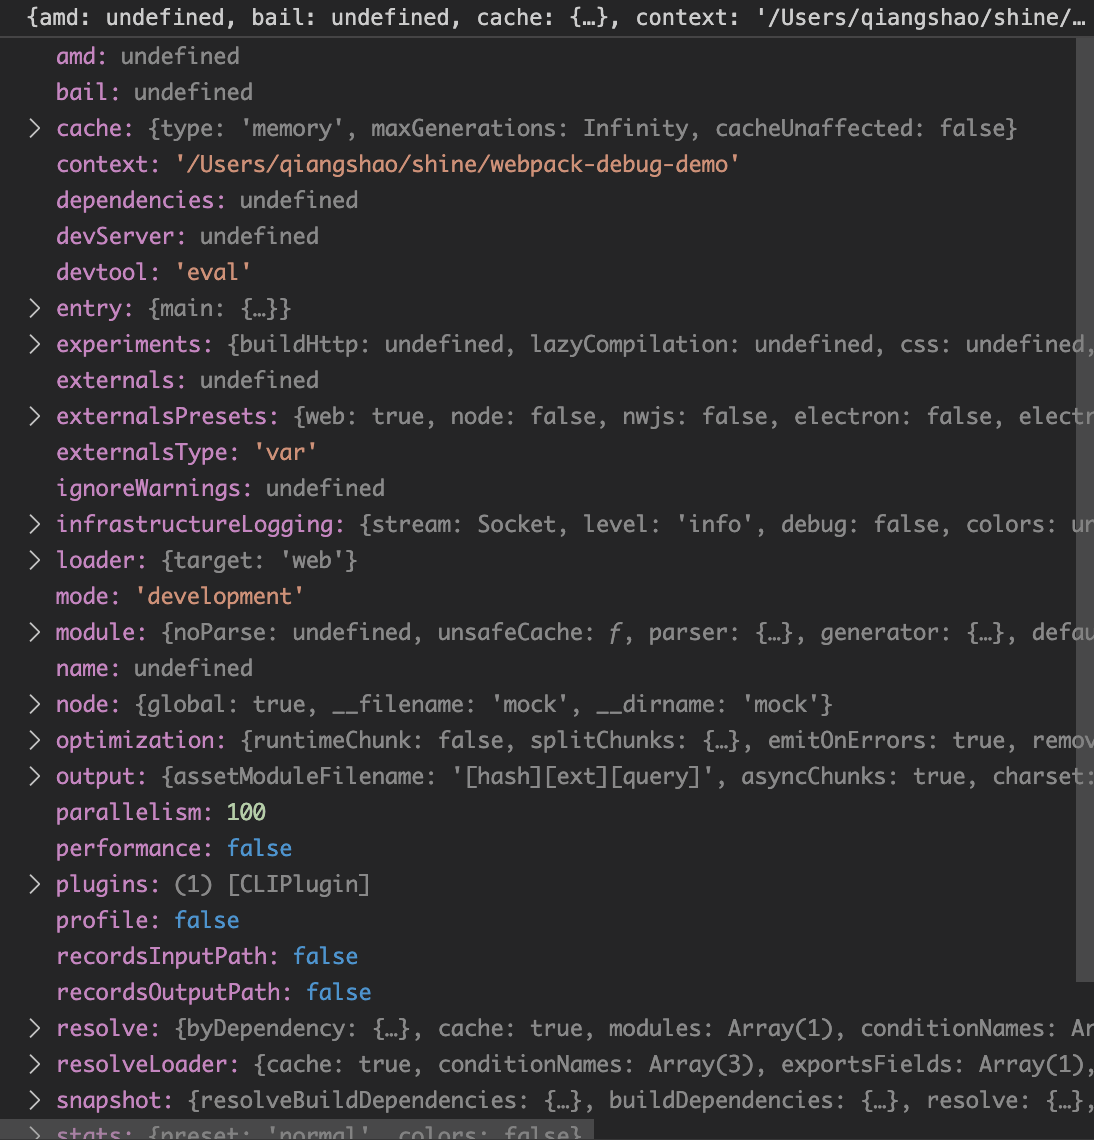 {amd: undefined, bail: undefined, cache: {…}, context: '/Users/qiangshao/shine/…
amd: undefined
bail: undefined
cache: {type: 'memory', maxGenerations: Infinity, cacheUnaffected: false}
context: '/Users/qiangshao/shine/webpack-debug-demo'
dependencies: undefined
devServer: undefined
devtool: 'eval'
entry: {main: {…}}
experiments: {buildHttp: undefined, lazyCompilation: undefined, css: undefined,
externals: undefined
externalsPresets: {web: true, node: false, nwjs: false, electron: false, electr
externalsType: 'var'
ignoreWarnings: undefined
infrastructureLogging: {stream: Socket, level: 'info', debug: false, colors: un
loader: {target: 'web'}
mode: 'development'
module: {noParse: undefined, unsafeCache: ƒ, parser: {…}, generator: {…}, defau
name: undefined
node: {global: true, __filename: 'mock', __dirname: 'mock'}
optimization: {runtimeChunk: false, splitChunks: {…}, emitOnErrors: true, remov
output: {assetModuleFilename: '[hash][ext][query]', asyncChunks: true, charset:
parallelism: 100
performance: false
plugins: (1) [CLIPlugin]
profile: false
recordsInputPath: false
recordsOutputPath: false
resolve: {byDependency: {…}, cache: true, modules: Array(1), conditionNames: Ar
resolveLoader: {cache: true, conditionNames: Array(3), exportsFields: Array(1),
snapshot: {resolveBuildDependencies: {…}, buildDependencies: {…}, resolve: {…},
stats: {preset: 'normal', colors: false}